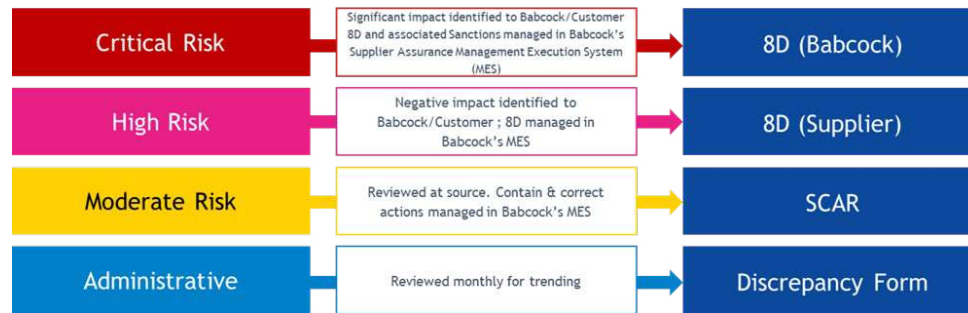 Critical Risk
Significant impact identified to Babcock/Customer
8D and associated Sanctions managed in Babcock's
Supplier Assurance Management Execution System
(MES)
8D (Babcock)
High Risk
Negative impact identified to
Babcock/Customer ; 8D managed in
Babcock's MES
8D (Supplier)
Moderate Risk
Reviewed at source. Contain & correct
actions managed in Babcock's MES
SCAR
Administrative
Reviewed monthly for trending
Discrepancy Form